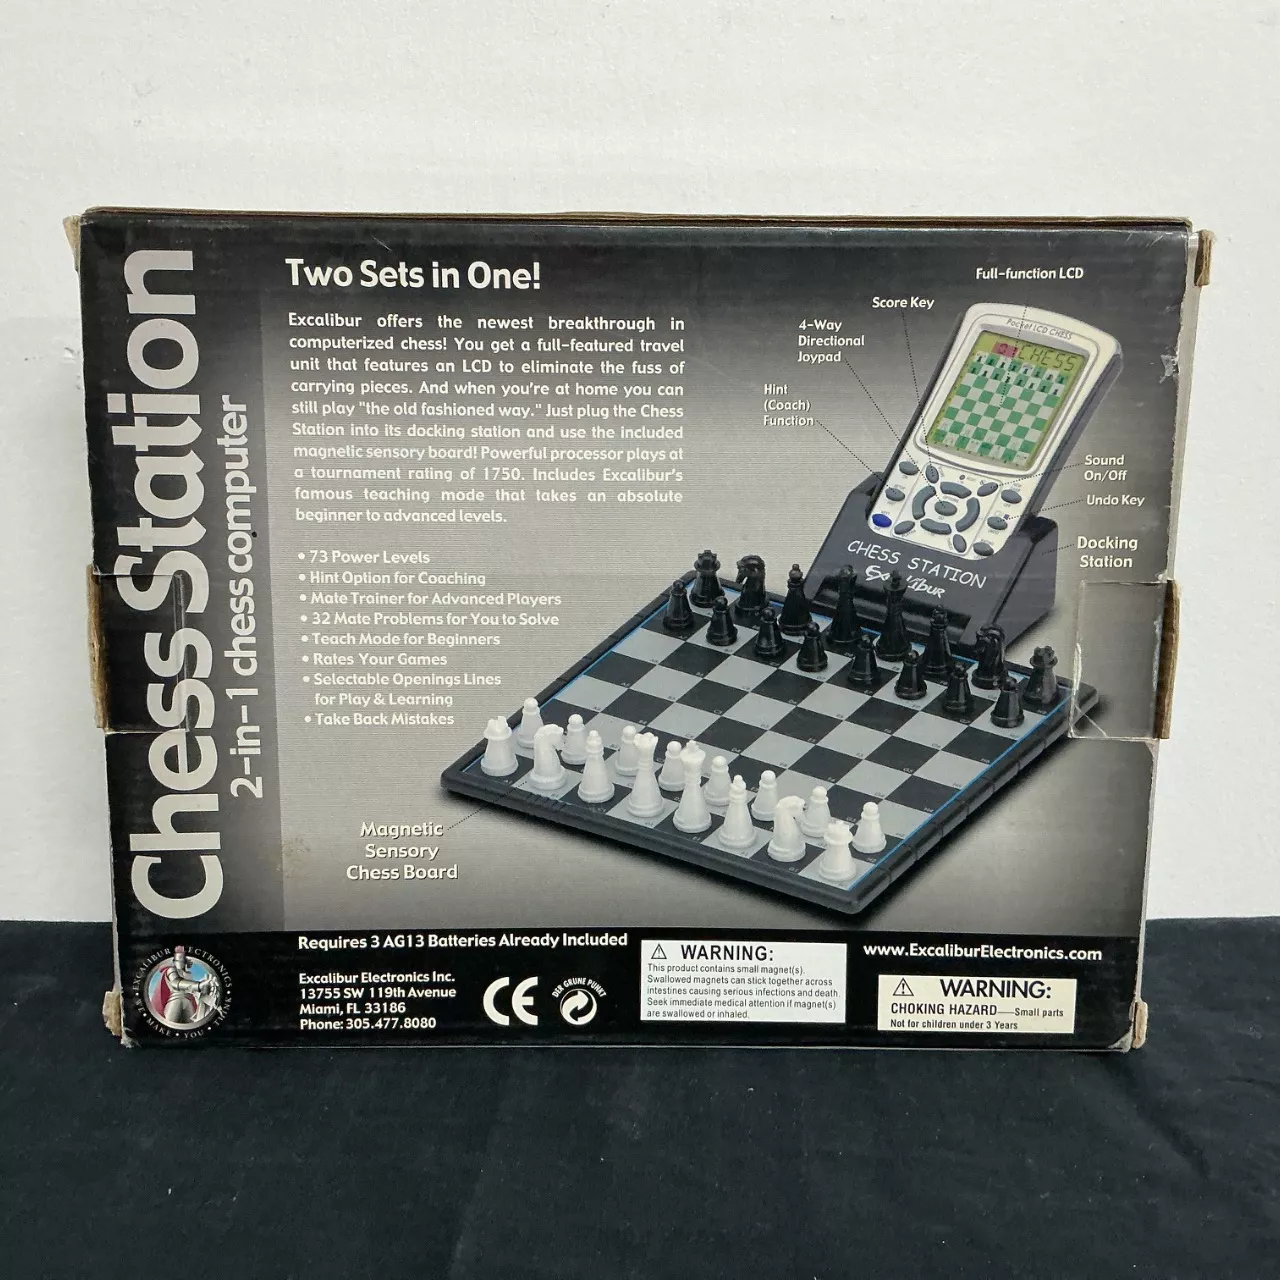 Chess Station
2-in-1 chess computer
Two Sets in One!
Excalibur offers the newest breakthrough in
computerized chess! You get a full-featured travel
unit that features an LCD to eliminate the fuss of
carrying pieces. And when you're at home you can
still play "the old fashioned way." Just plug the Chess
Station into its docking station and use the included
magnetic sensory board! Powerful processor plays at
a tournament rating of 1750. Includes Excalibur's
famous teaching mode that takes an absolute
beginner to advanced levels.
• 73 Power Levels
• Hint Option for Coaching
• Mate Trainer for Advanced Players
• 32 Mate Problems for You to Solve
• Teach Mode for Beginners
• Rates Your Games
• Selectable Openings Lines
for Play & Learning
• Take Back Mistakes
Full-function LCD
Score Key
4-Way
Directional
Joypad
Hint
(Coach)
Function
Pocket LCD CHESS
CHESS
Sound
On/Off
Undo Key
Docking
Station
CHESS STATION
Excalibur
Magnetic
Sensory
Chess Board
Requires 3 AG13 Batteries Already Included
Excalibur Electronics Inc.
13755 SW 119th Avenue
Miami, FL 33186
Phone: 305.477.8080
EXCALIBUR ELECTRONICS
WE • MAKE • YOU • THINK
CE
DER GRÜNE PUNKT
WARNING:
This product contains small magnet(s).
Swallowed magnets can stick together across
intestines causing serious infections and death.
Seek immediate medical attention if magnet(s)
are swallowed or inhaled.
www.ExcaliburElectronics.com
WARNING:
CHOKING HAZARD—Small parts
Not for children under 3 Years